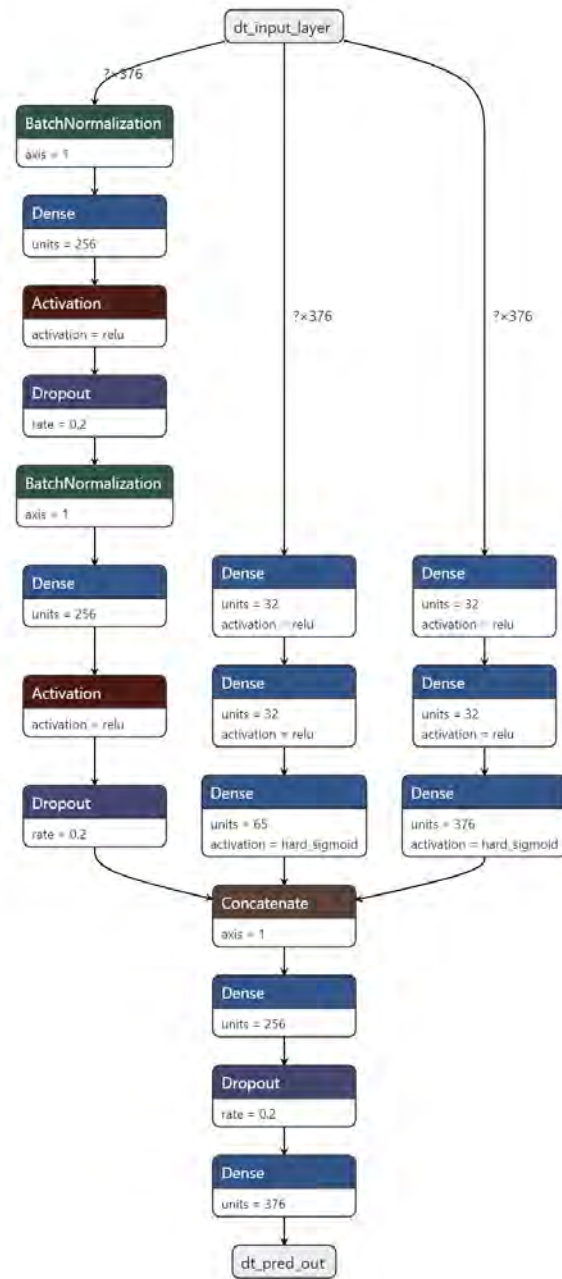 dt_input_layer
?×376
BatchNormalization
axis = 1
Dense
units = 256
Activation
activation = relu
Dropout
rate = 0.2
BatchNormalization
axis = 1
Dense
units = 256
Activation
activation = relu
Dropout
rate = 0.2
?×376
Dense
units = 32
activation = relu
Dense
units = 32
activation = relu
Dense
units = 65
activation = hard_sigmoid
?×376
Dense
units = 32
activation = relu
Dense
units = 32
activation = relu
Dense
units = 376
activation = hard_sigmoid
Concatenate
axis = 1
Dense
units = 256
Dropout
rate = 0.2
Dense
units = 376
dt_pred_out